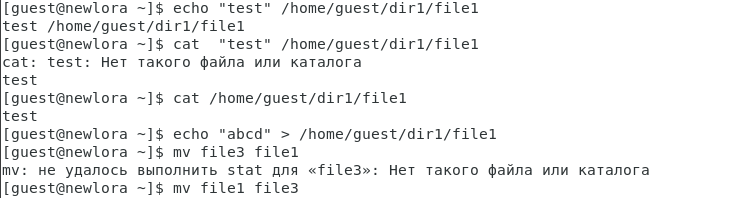 [guest@newlora ~]$ echo "test" /home/guest/dir1/file1
test /home/guest/dir1/file1
[guest@newlora ~]$ cat  "test" /home/guest/dir1/file1
cat: test: Нет такого файла или каталога
test
[guest@newlora ~]$ cat /home/guest/dir1/file1
test
[guest@newlora ~]$ echo "abcd" > /home/guest/dir1/file1
[guest@newlora ~]$ mv file3 file1
mv: не удалось выполнить stat для «file3»: Нет такого файла или каталога
[guest@newlora ~]$ mv file1 file3